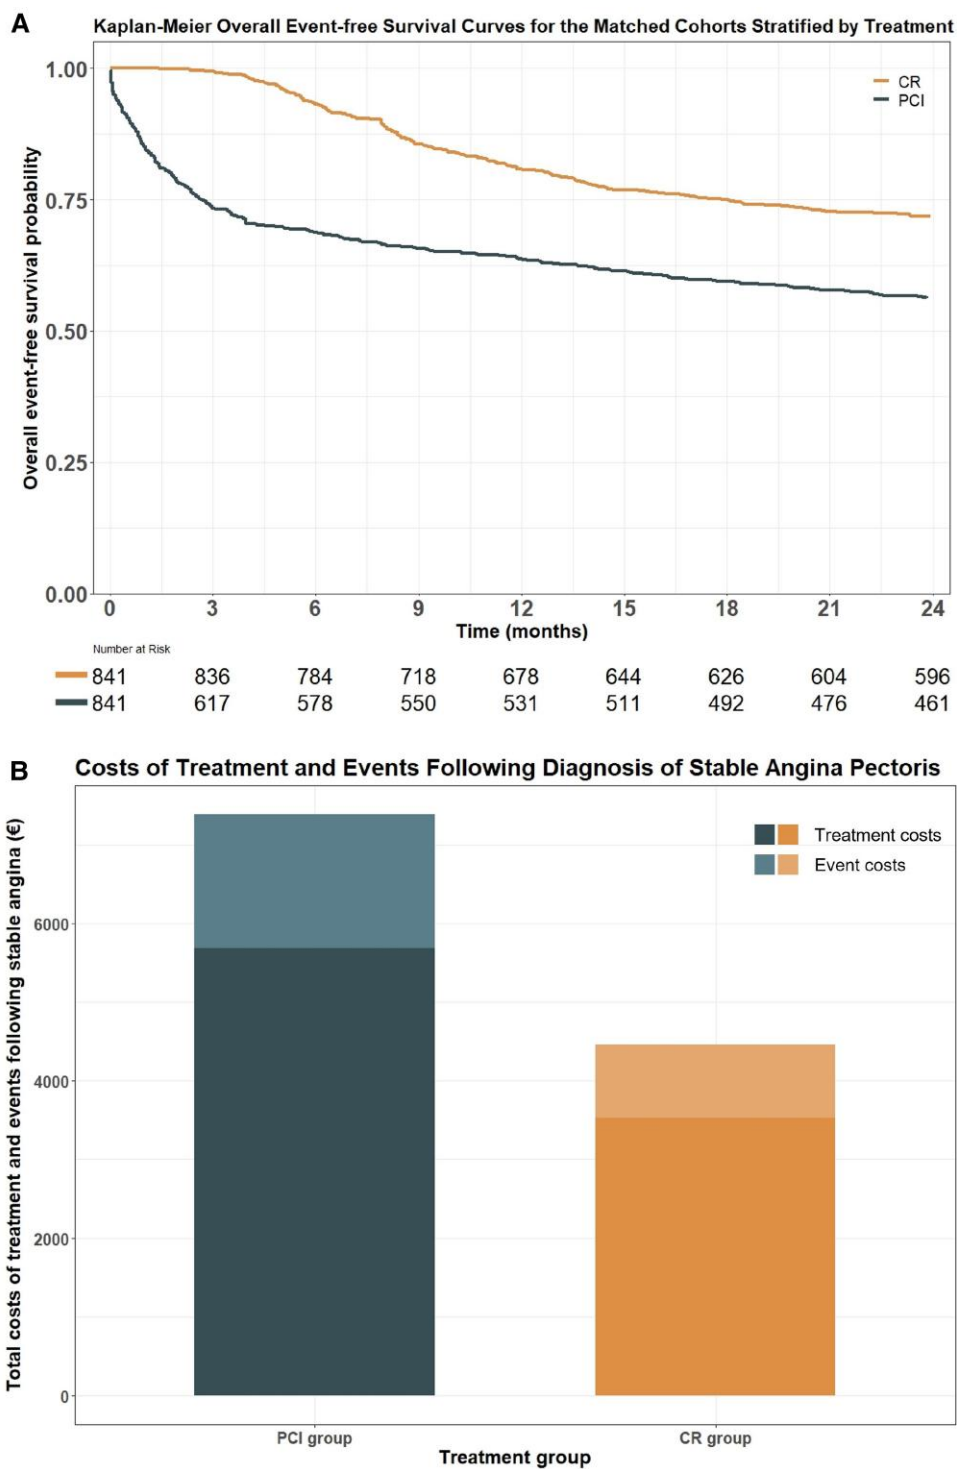 A
Kaplan-Meier Overall Event-free Survival Curves for the Matched Cohorts Stratified by Treatment
Overall event-free survival probability
1.00
0.75
0.50
0.25
0.00
CR
PCI
0 3 6 9 12 15 18 21 24
Time (months)
Number at Risk
841 836 784 718 678 644 626 604 596
841 617 578 550 531 511 492 476 461
B
Costs of Treatment and Events Following Diagnosis of Stable Angina Pectoris
Total costs of treatment and events following stable angina (€)
6000
4000
2000
0
Treatment costs
Event costs
PCI group CR group
Treatment group